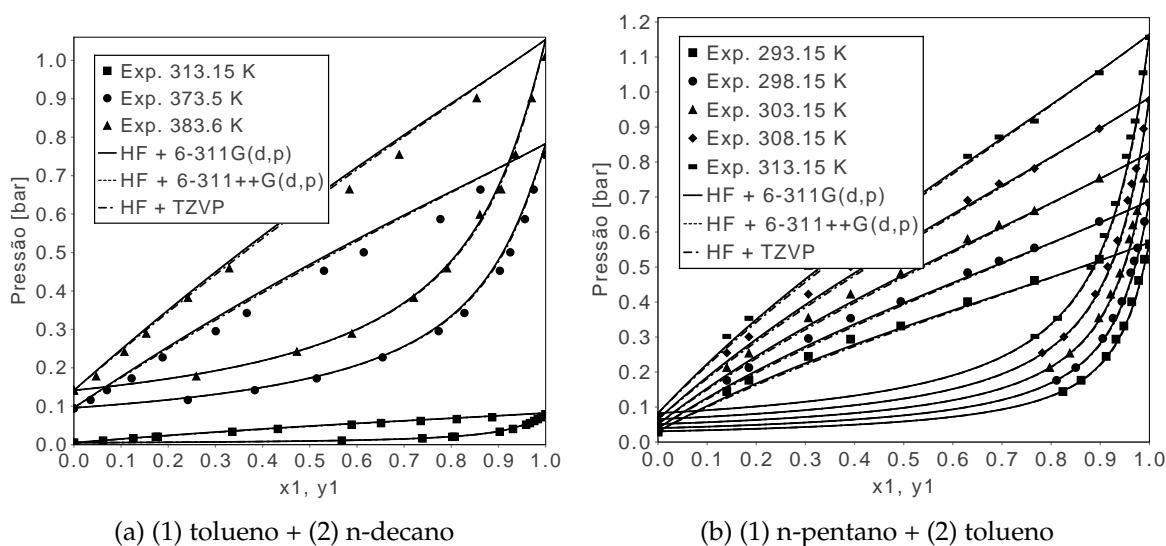 Pressão [bar]
1.0
0.9
0.8
0.7
0.6
0.5
0.4
0.3
0.2
0.1
0.0
Exp. 313.15 K
Exp. 373.5 K
Exp. 383.6 K
HF + 6-311G(d,p)
HF + 6-311++G(d,p)
HF + TZVP
0.0 0.1 0.2 0.3 0.4 0.5 0.6 0.7 0.8 0.9 1.0
x1, y1
(a) (1) tolueno + (2) n-decano
Pressão [bar]
1.2
1.1
1.0
0.9
0.8
0.7
0.6
0.5
0.4
0.3
0.2
0.1
0.0
Exp. 293.15 K
Exp. 298.15 K
Exp. 303.15 K
Exp. 308.15 K
Exp. 313.15 K
HF + 6-311G(d,p)
HF + 6-311++G(d,p)
HF + TZVP
0.0 0.1 0.2 0.3 0.4 0.5 0.6 0.7 0.8 0.9 1.0
x1, y1
(b) (1) n-pentano + (2) tolueno